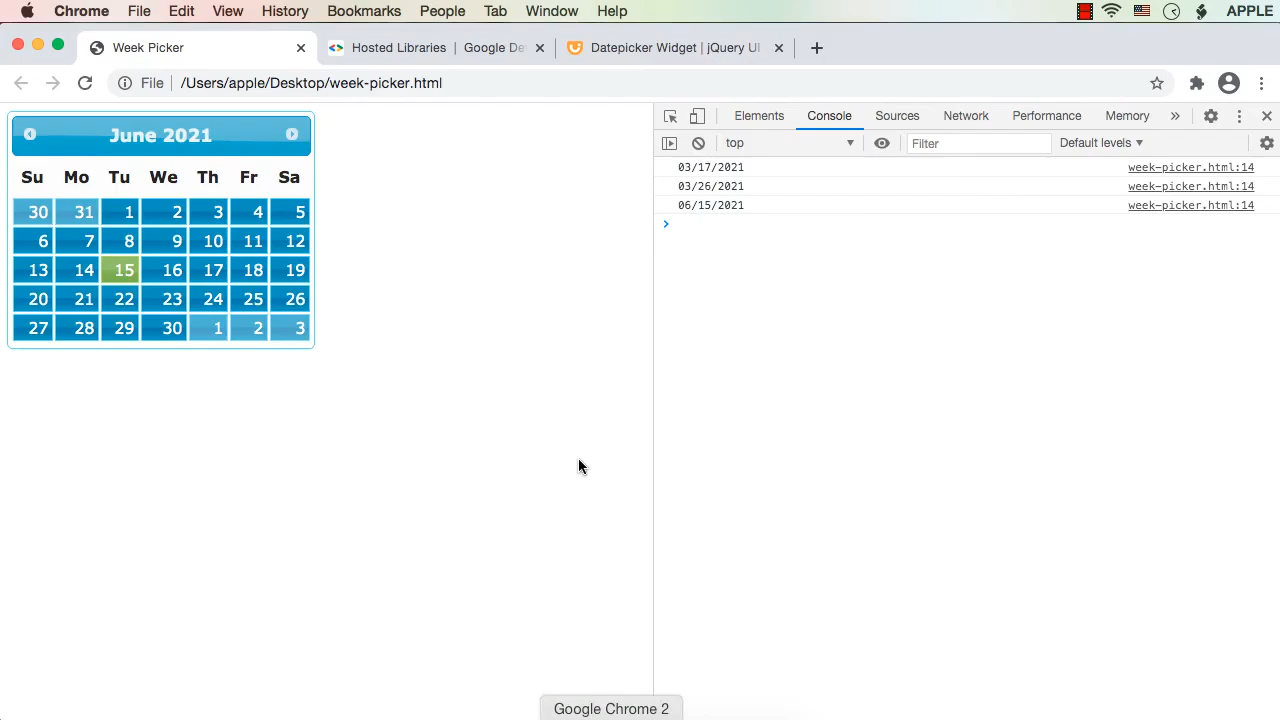 Chrome File Edit View History Bookmarks People Tab Window Help APPLE
Week Picker Hosted Libraries | Google De Datepicker Widget | jQuery UI
File /Users/apple/Desktop/week-picker.html
Elements Console Sources Network Performance Memory »
top Filter Default levels
June 2021
Su Mo Tu We Th Fr Sa
30 31 1 2 3 4 5
6 7 8 9 10 11 12
13 14 15 16 17 18 19
20 21 22 23 24 25 26
27 28 29 30 1 2 3
03/17/2021 week-picker.html:14
03/26/2021 week-picker.html:14
06/15/2021 week-picker.html:14
Google Chrome 2